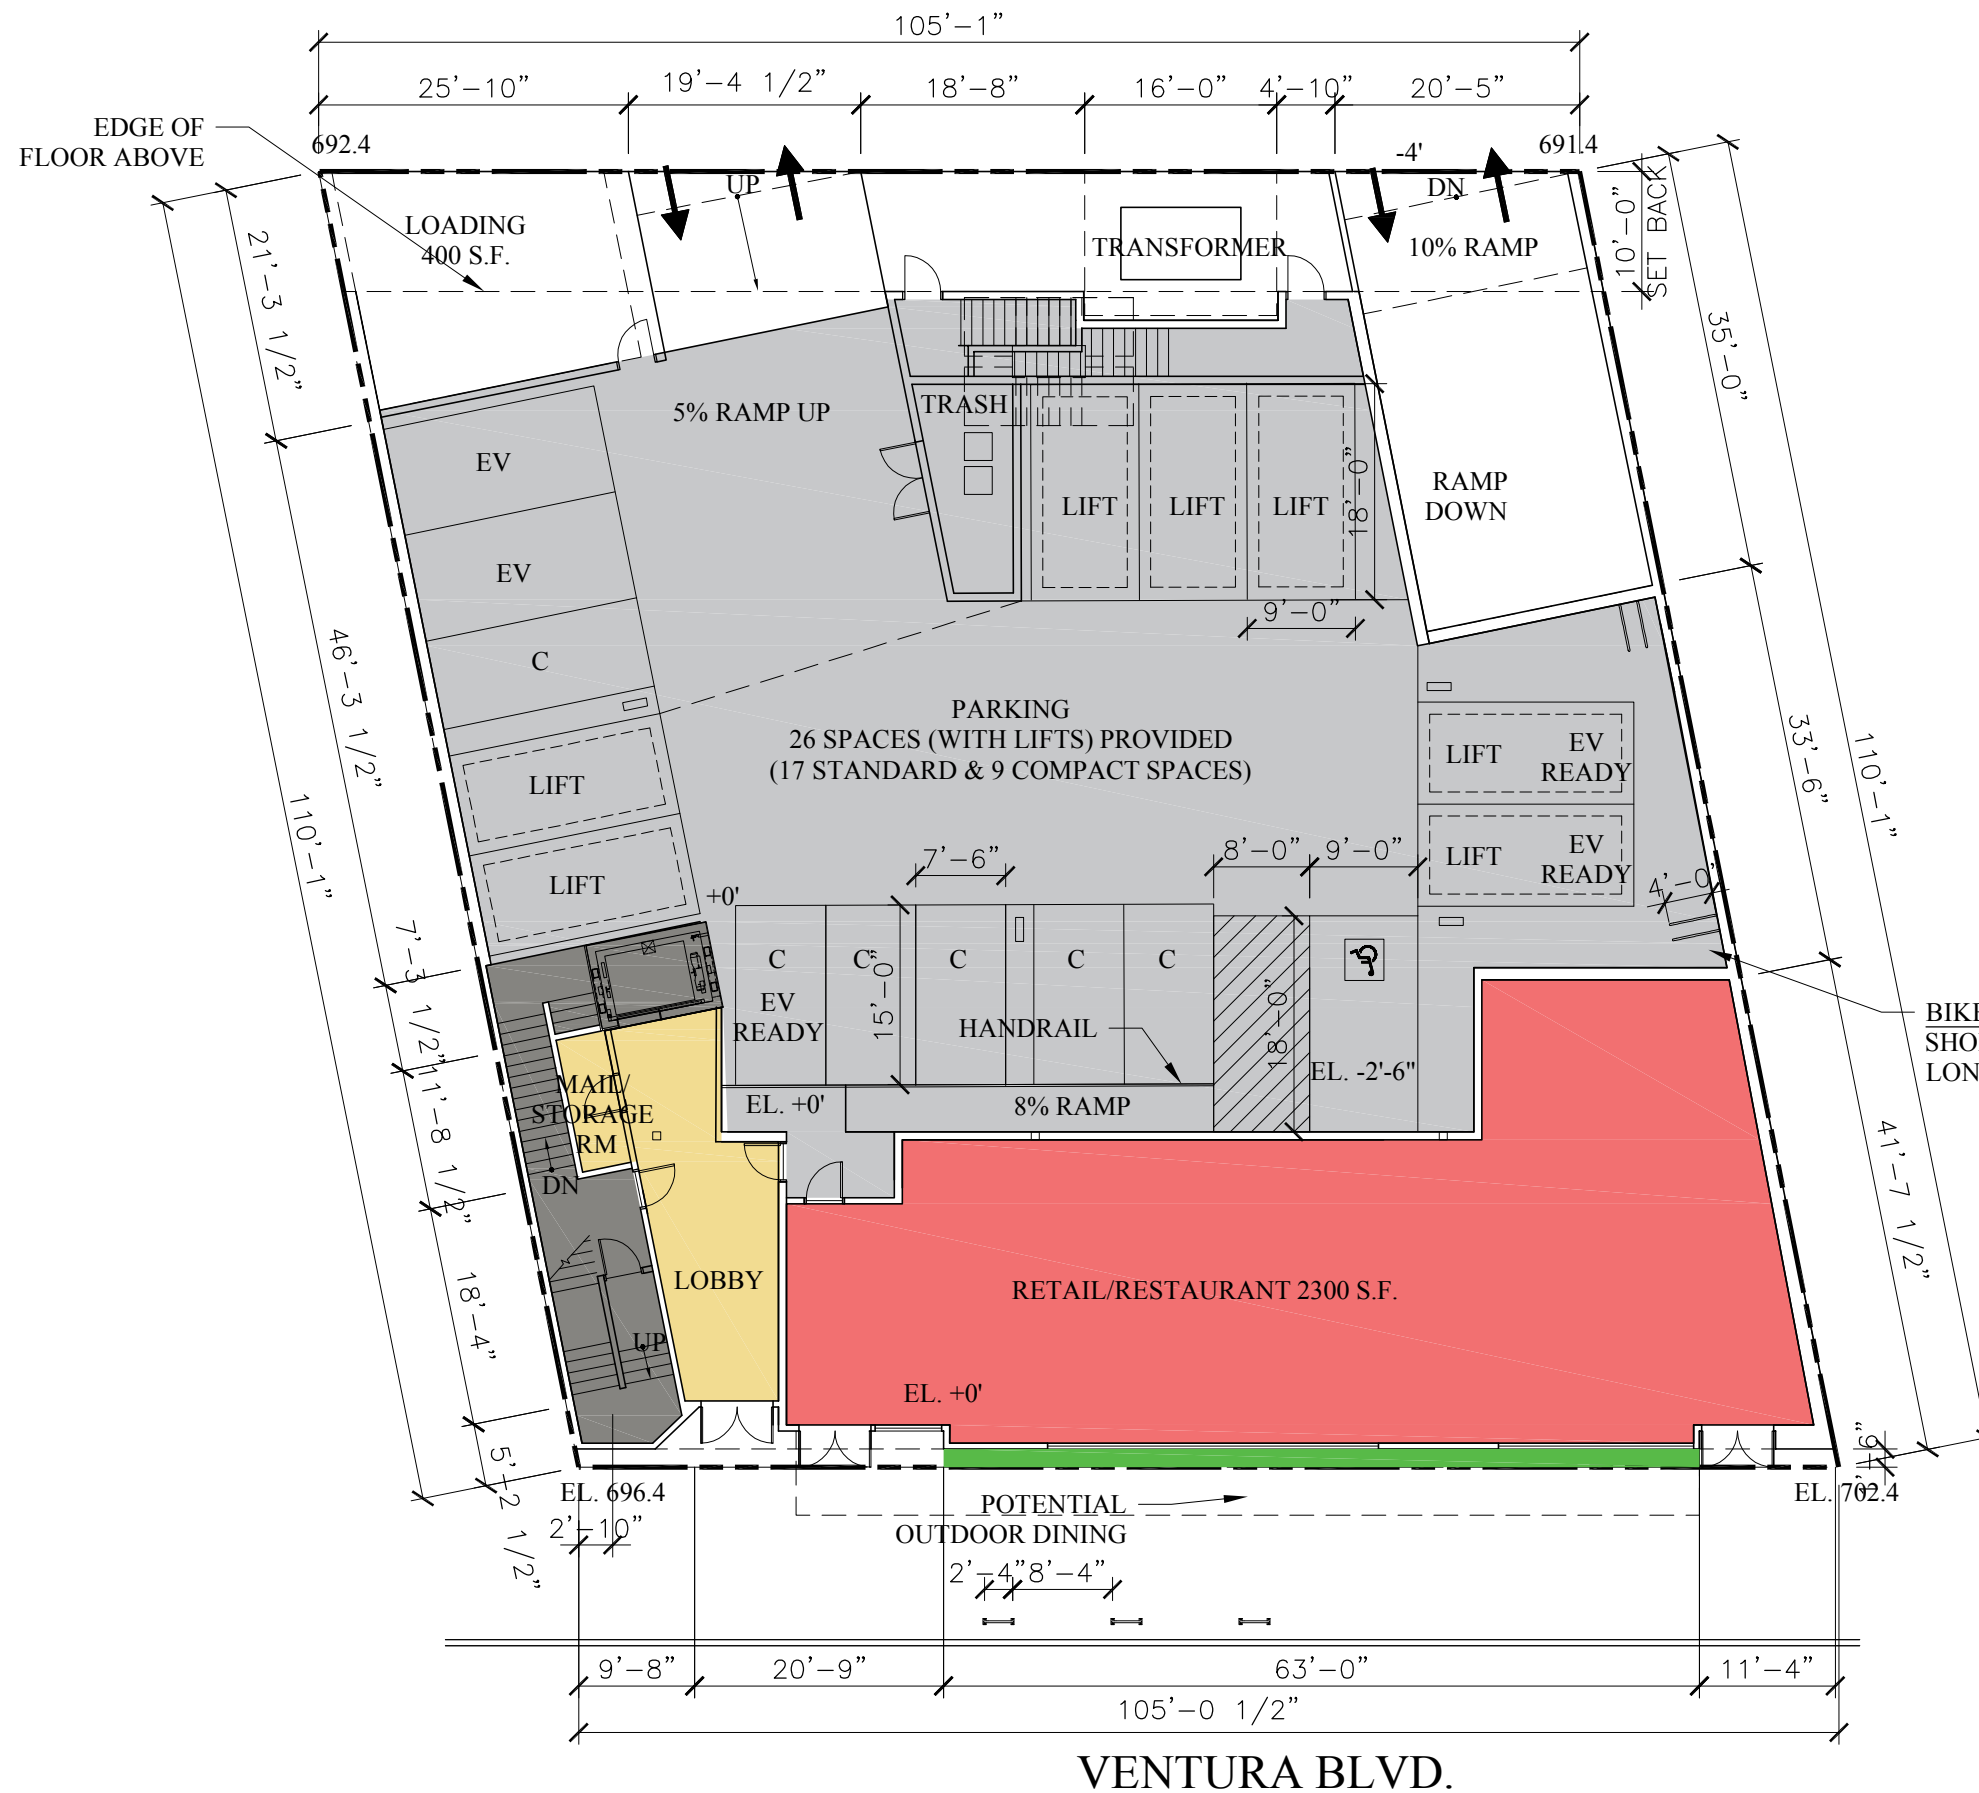 105'-1"
25'-10"
19'-4 1/2"
18'-8"
16'-0"
4'-10"
20'-5"
EDGE OF
FLOOR ABOVE
692.4
-4'
691.4
UP
DN
LOADING
400 S.F.
TRANSFORMER
10% RAMP
10'-0"
SET BACK
21'-3 1/2"
35'-0"
5% RAMP UP
TRASH
EV
LIFT
LIFT
LIFT
18'-0"
RAMP
DOWN
EV
9'-0"
C
46'-3 1/2"
PARKING
26 SPACES (WITH LIFTS) PROVIDED
(17 STANDARD & 9 COMPACT SPACES)
LIFT
EV
READY
33'-6"
110'-1"
LIFT
110'-1"
7'-6"
8'-0"
9'-0"
LIFT
EV
READY
4'-0"
LIFT
+0'
7'-3 1/2"
C
C
C
C
C
EV
READY
15'-0"
HANDRAIL
18'-0"
EL. -2'-6"
MAIL/
STORAGE
RM
EL. +0'
8% RAMP
11'-8 1/2"
DN
41'-7 1/2"
18'-4"
LOBBY
RETAIL/RESTAURANT 2300 S.F.
UP
EL. +0'
5'-2 1/2"
EL. 696.4
EL. 702.4
2'-10"
POTENTIAL
OUTDOOR DINING
2'-4"
8'-4"
9'-8"
20'-9"
63'-0"
11'-4"
105'-0 1/2"
VENTURA BLVD.